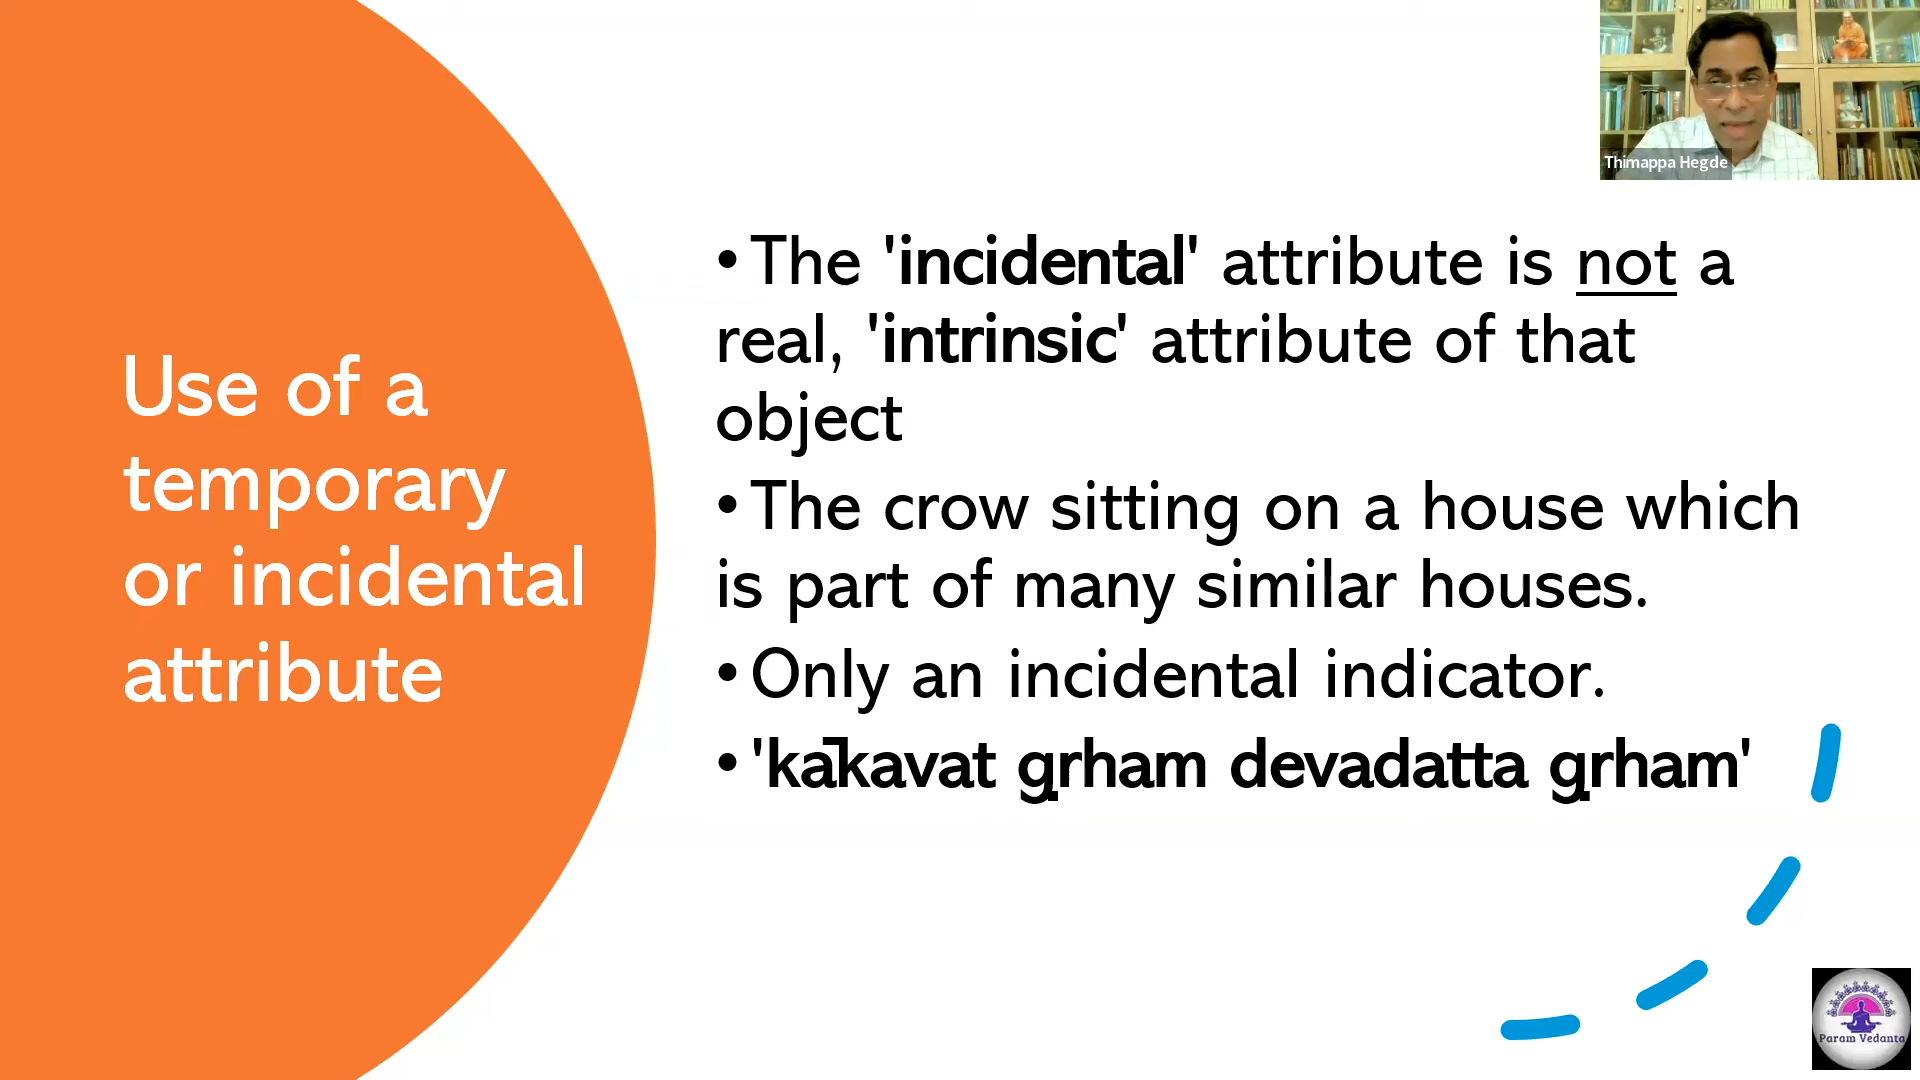 Thimappa Hegde
Use of a
temporary
or incidental
attribute
•The 'incidental' attribute is not a
real, 'intrinsic' attribute of that
object
•The crow sitting on a house which
is part of many similar houses.
•Only an incidental indicator.
•'kākavat gṛham devadatta gṛham'
Param Vedanta